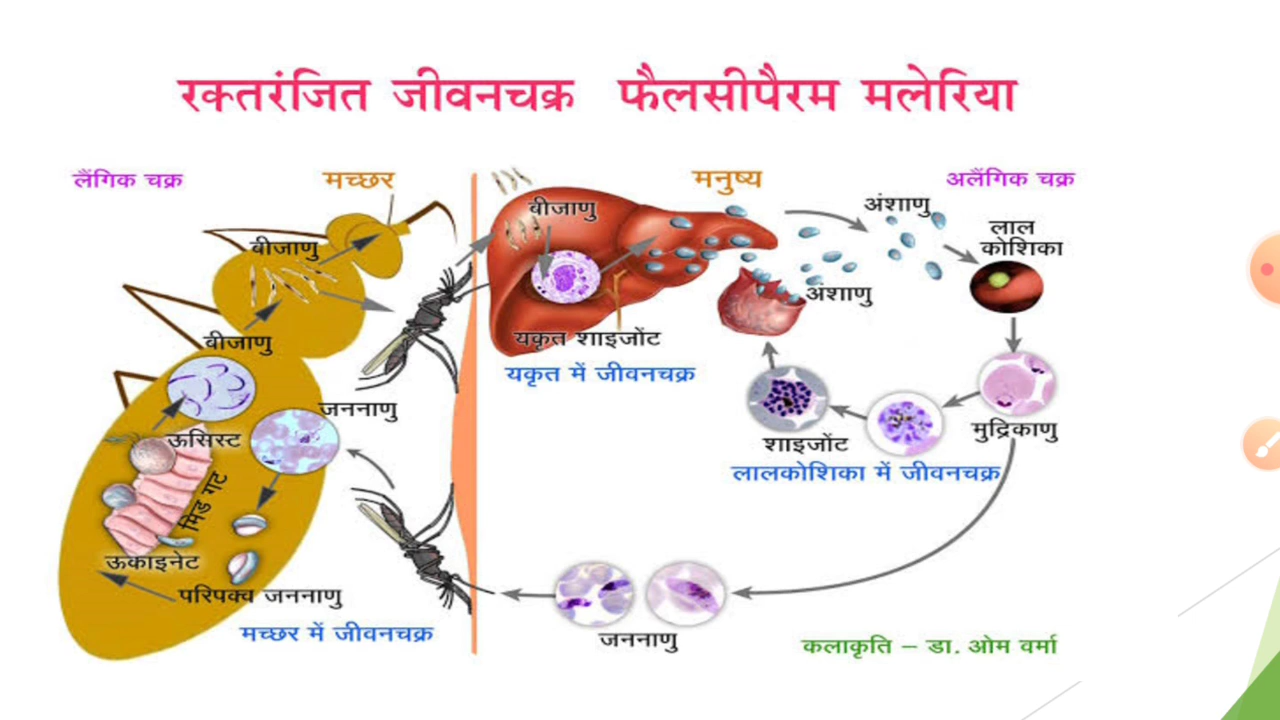 रक्तरंजित जीवनचक्र फैलसीपैरम मलेरिया
लैंगिक चक्र
मच्छर
मनुष्य
अलैंगिक चक्र
बीजाणु
बीजाणु
अंशाणु
लाल
कोशिका
बीजाणु
अंशाणु
यकृत शाइजोंट
यकृत में जीवनचक्र
जननाणु
ऊसिस्ट
मिड गट
शाइजोंट
मुद्रिकाणु
लालकोशिका में जीवनचक्र
ऊकाइनेट
परिपक्व जननाणु
मच्छर में जीवनचक्र
जननाणु
कलाकृति – डा. ओम वर्मा